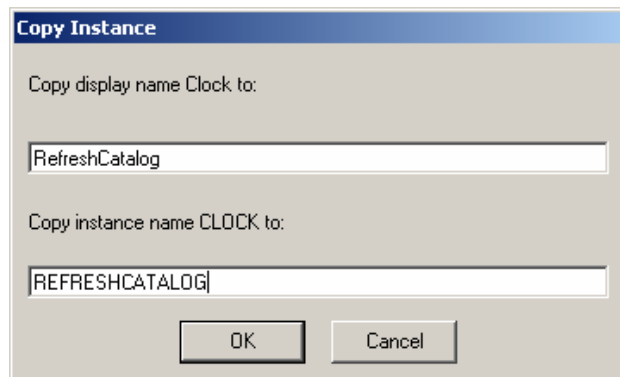 Copy Instance
Copy display name Clock to:
RefreshCatalog
Copy instance name CLOCK to:
REFRESHCATALOG
OK Cancel